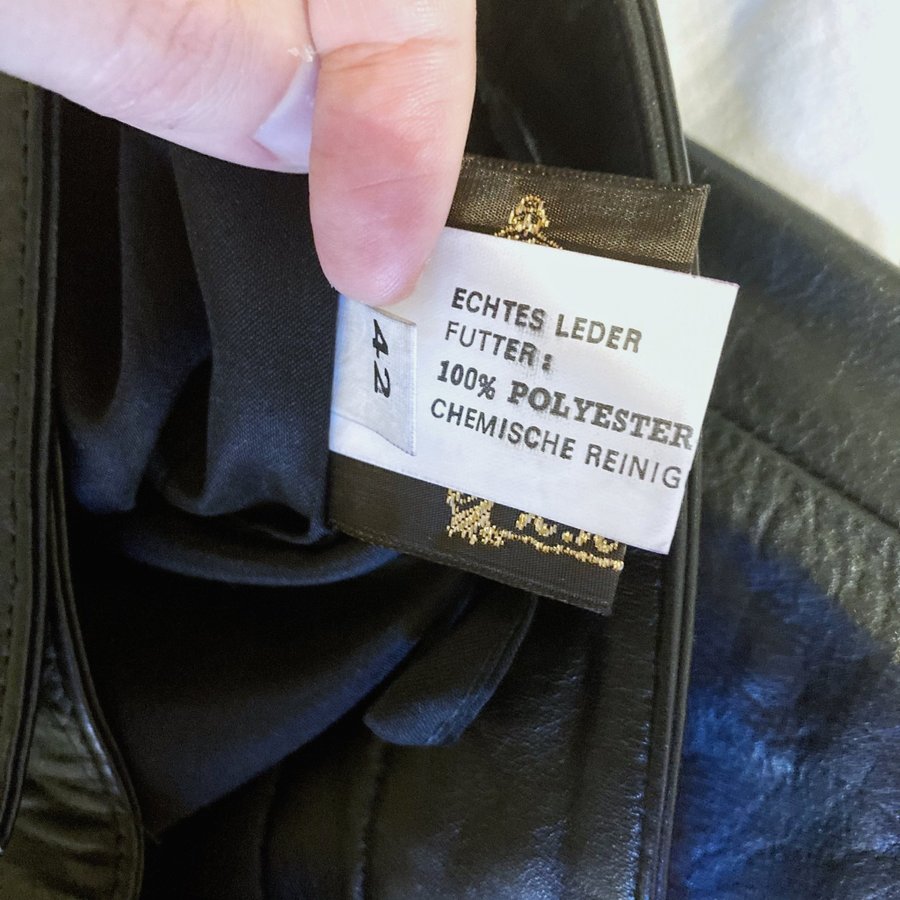 42
ECHTES LEDER
FUTTER:
100% POLYESTER
CHEMISCHE REINIG